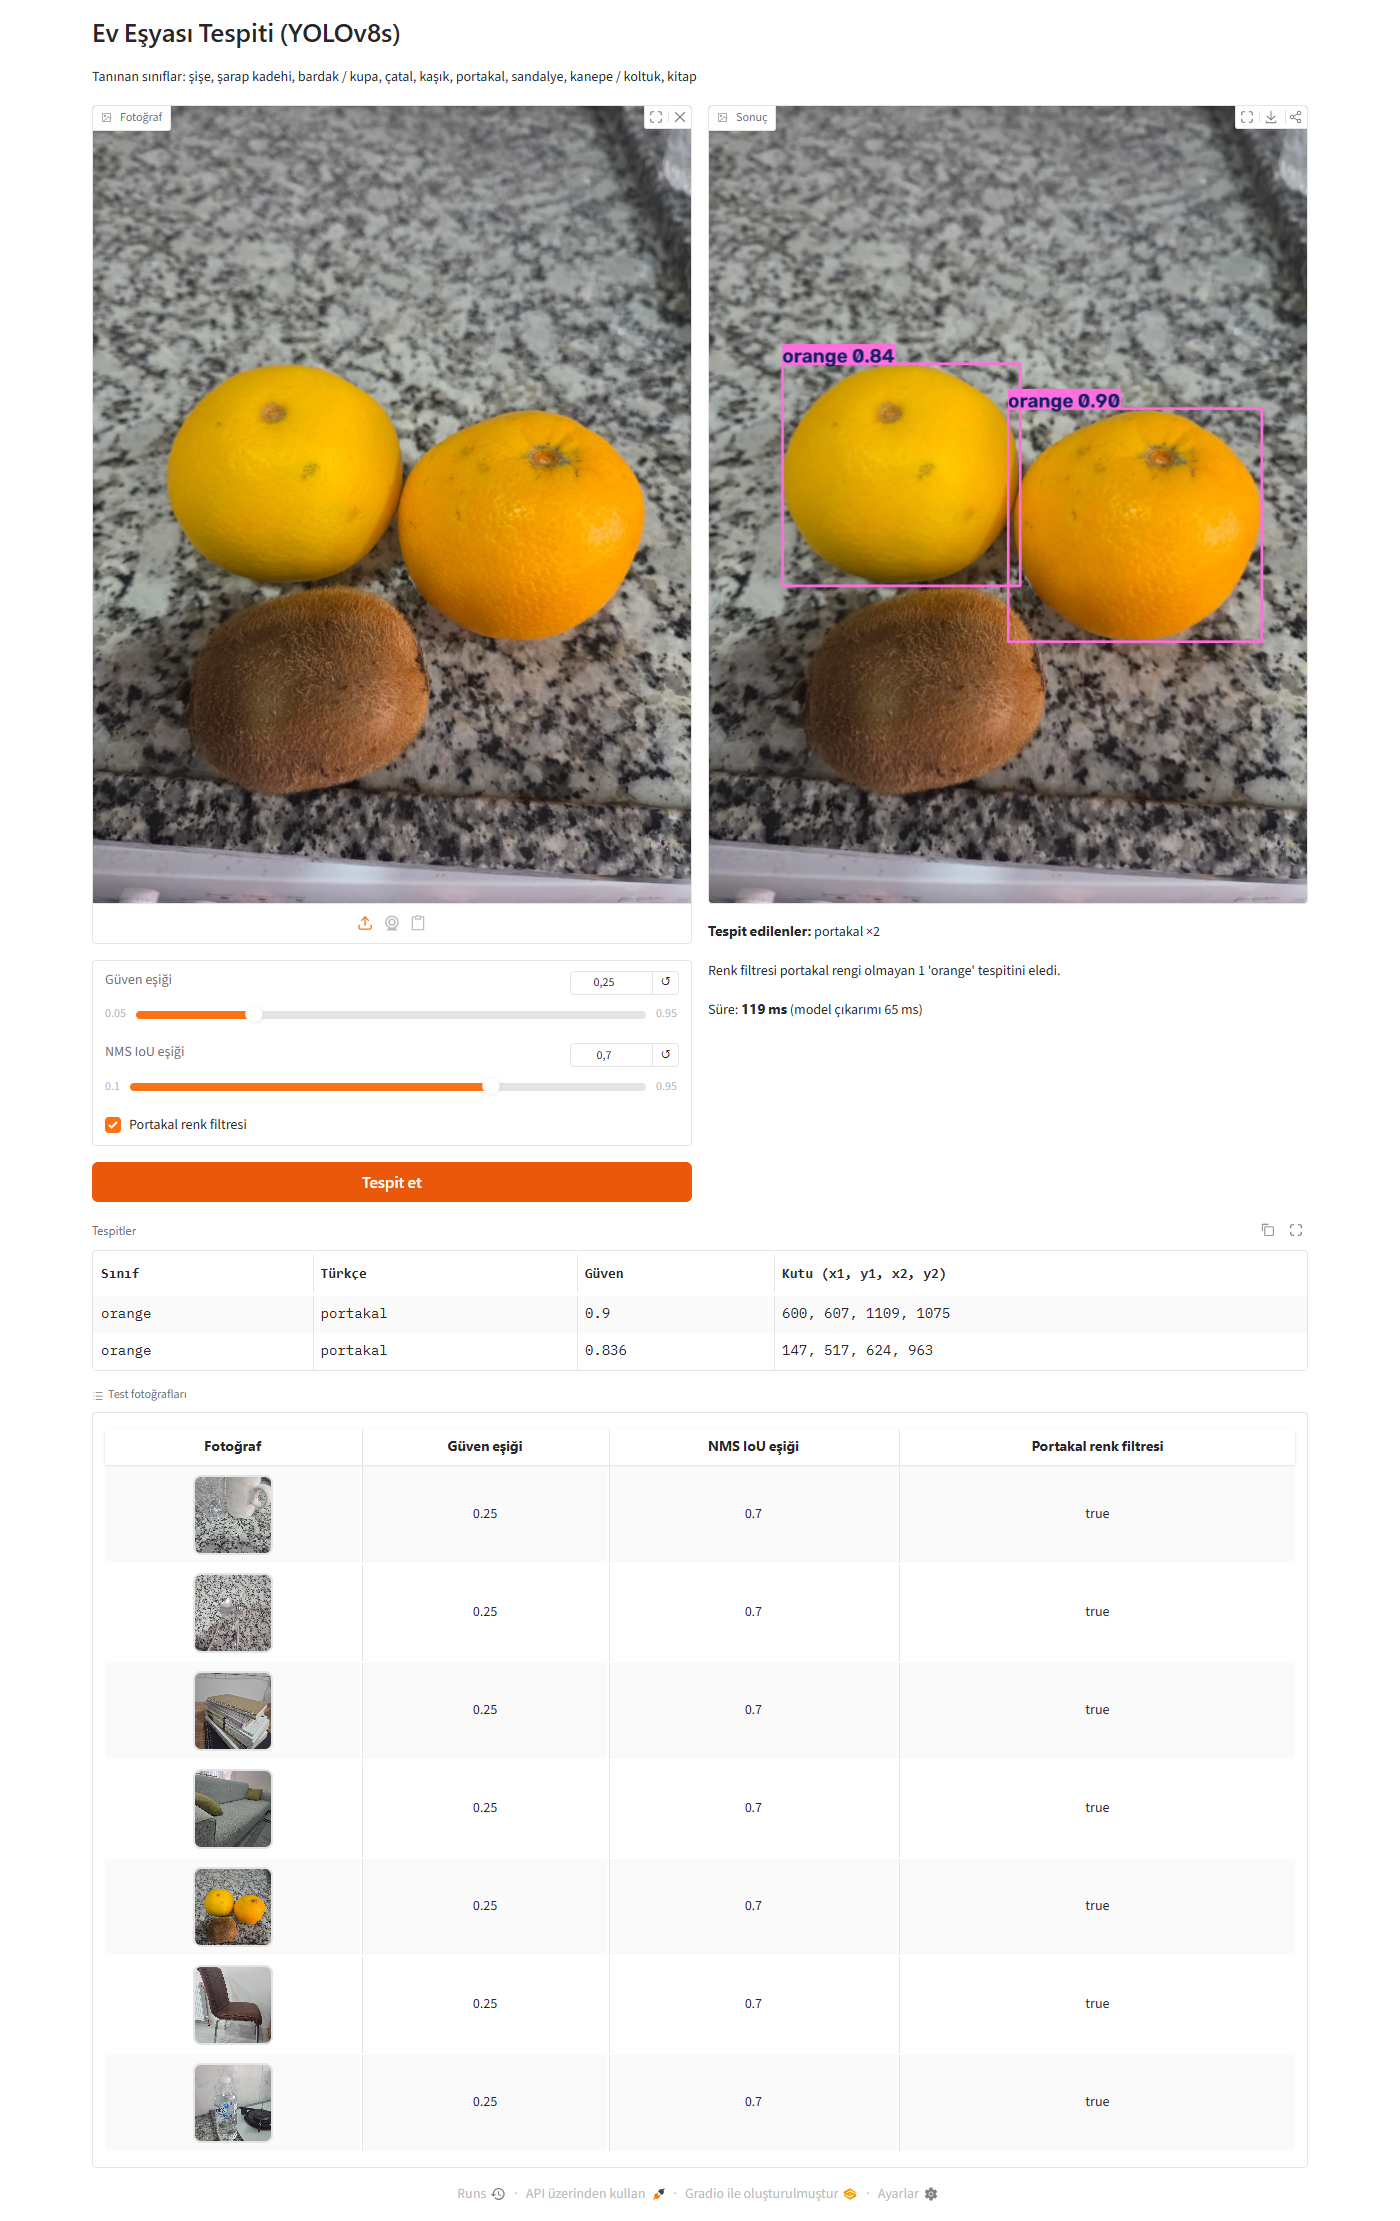 Ev Eşyası Tespiti (YOLOv8s)
Tanınan sınıflar: şişe, şarap kadehi, bardak / kupa, çatal, kaşık, portakal, sandalye, kanepe / koltuk, kitap
Fotoğraf
Sonuç
orange 0.84
orange 0.90
Tespit edilenler: portakal ×2
Renk filtresi portakal rengi olmayan 1 'orange' tespitini eledi.
Süre: 119 ms (model çıkarımı 65 ms)
Güven eşiği 0,25 ↺
0.05 0.95
NMS IoU eşiği 0,7 ↺
0.1 0.95
Portakal renk filtresi
Tespit et
Tespitler
Sınıf Türkçe Güven Kutu (x1, y1, x2, y2)
orange portakal 0.9 600, 607, 1109, 1075
orange portakal 0.836 147, 517, 624, 963
Test fotoğrafları
Fotoğraf Güven eşiği NMS IoU eşiği Portakal renk filtresi
0.25 0.7 true
0.25 0.7 true
0.25 0.7 true
0.25 0.7 true
0.25 0.7 true
0.25 0.7 true
0.25 0.7 true
Runs · API üzerinden kullan · Gradio ile oluşturulmuştur · Ayarlar